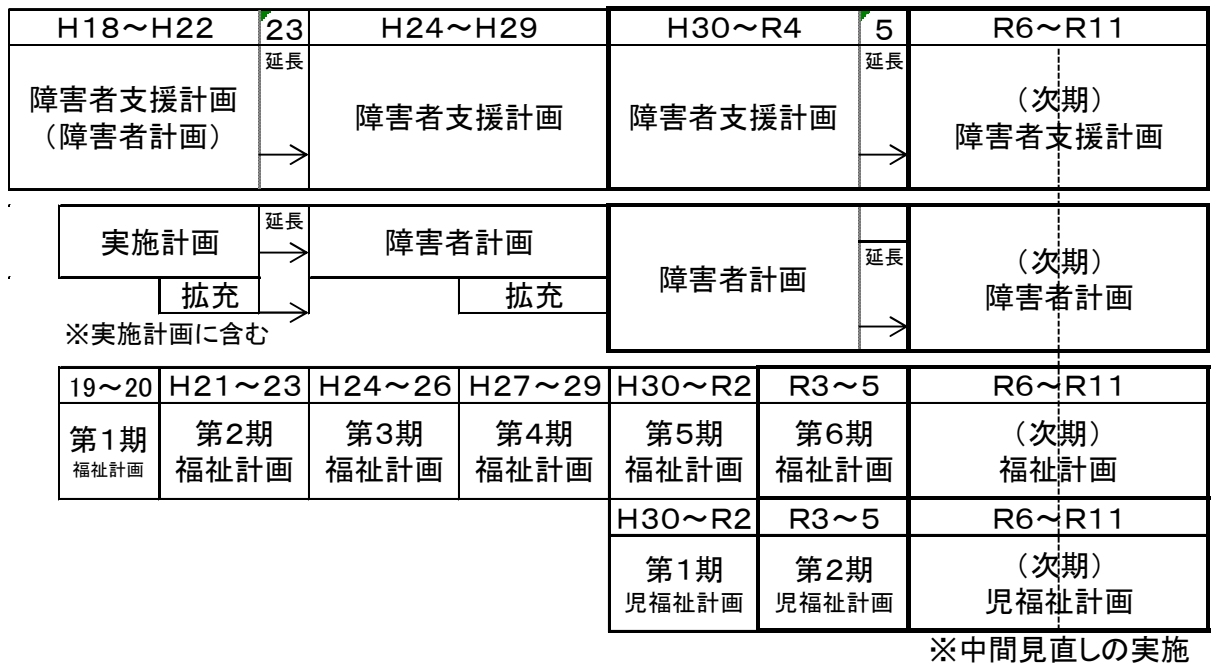 H18～H22 23 H24～H29 H30～R4 5 R6～R11
延長 延長
障害者支援計画
（障害者計画）
障害者支援計画
障害者支援計画
（次期）
障害者支援計画
実施計画
延長
障害者計画
障害者計画
延長
（次期）
障害者計画
拡充 拡充
※実施計画に含む
19～20 H21～23 H24～26 H27～29 H30～R2 R3～5 R6～R11
第1期
福祉計画
第2期
福祉計画
第3期
福祉計画
第4期
福祉計画
第5期
福祉計画
第6期
福祉計画
（次期）
福祉計画
H30～R2 R3～5 R6～R11
第1期
児福祉計画
第2期
児福祉計画
（次期）
児福祉計画
※中間見直しの実施